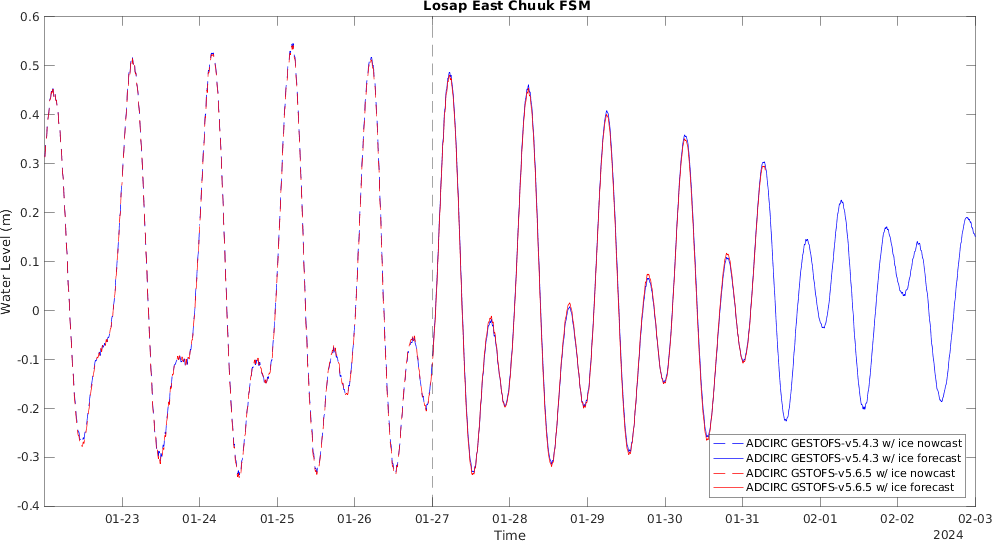 Losap East Chuuk FSM
0.6
0.5
0.4
0.3
0.2
0.1
0
-0.1
-0.2
-0.3
-0.4
Water Level (m)
ADCIRC GESTOFS-v5.4.3 w/ ice nowcast
ADCIRC GESTOFS-v5.4.3 w/ ice forecast
ADCIRC GSTOFS-v5.6.5 w/ ice nowcast
ADCIRC GSTOFS-v5.6.5 w/ ice forecast
01-23 01-24 01-25 01-26 01-27 01-28 01-29 01-30 01-31 02-01 02-02 02-03
Time
2024